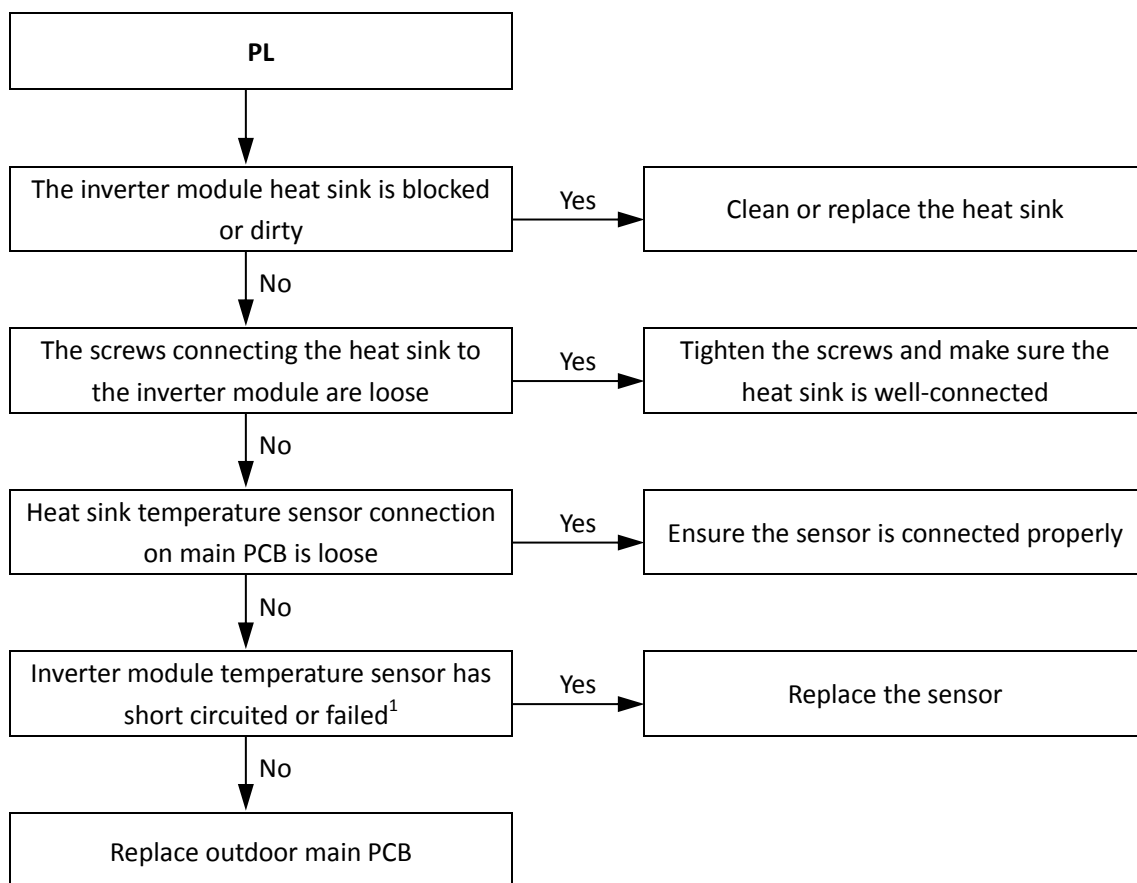 PL
The inverter module heat sink is blocked
or dirty
Yes
Clean or replace the heat sink
No
The screws connecting the heat sink to
the inverter module are loose
Yes
Tighten the screws and make sure the
heat sink is well-connected
No
Heat sink temperature sensor connection
on main PCB is loose
Yes
Ensure the sensor is connected properly
No
Inverter module temperature sensor has
short circuited or failed¹
Yes
Replace the sensor
No
Replace outdoor main PCB